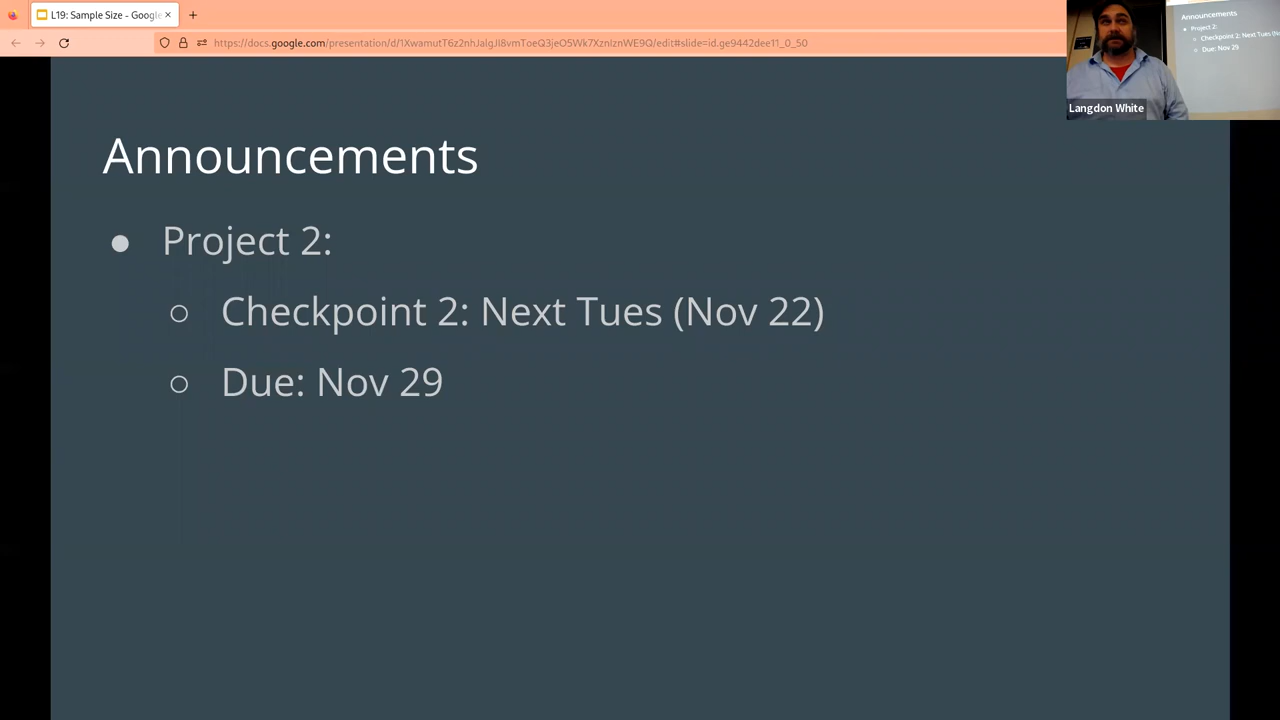 L19: Sample Size - Google
https://docs.google.com/presentation/d/1XwamutT6z2nhJalgJI8vmToeQ3jeO5Wk7XznIznWE9Q/edit#slide=id.ge9442dee11_0_50
Announcements
Project 2:
Checkpoint 2: Next Tues (Nov 22)
Due: Nov 29
Announcements
Project 2:
Checkpoint 2: Next Tues
Due: Nov 29
Langdon White